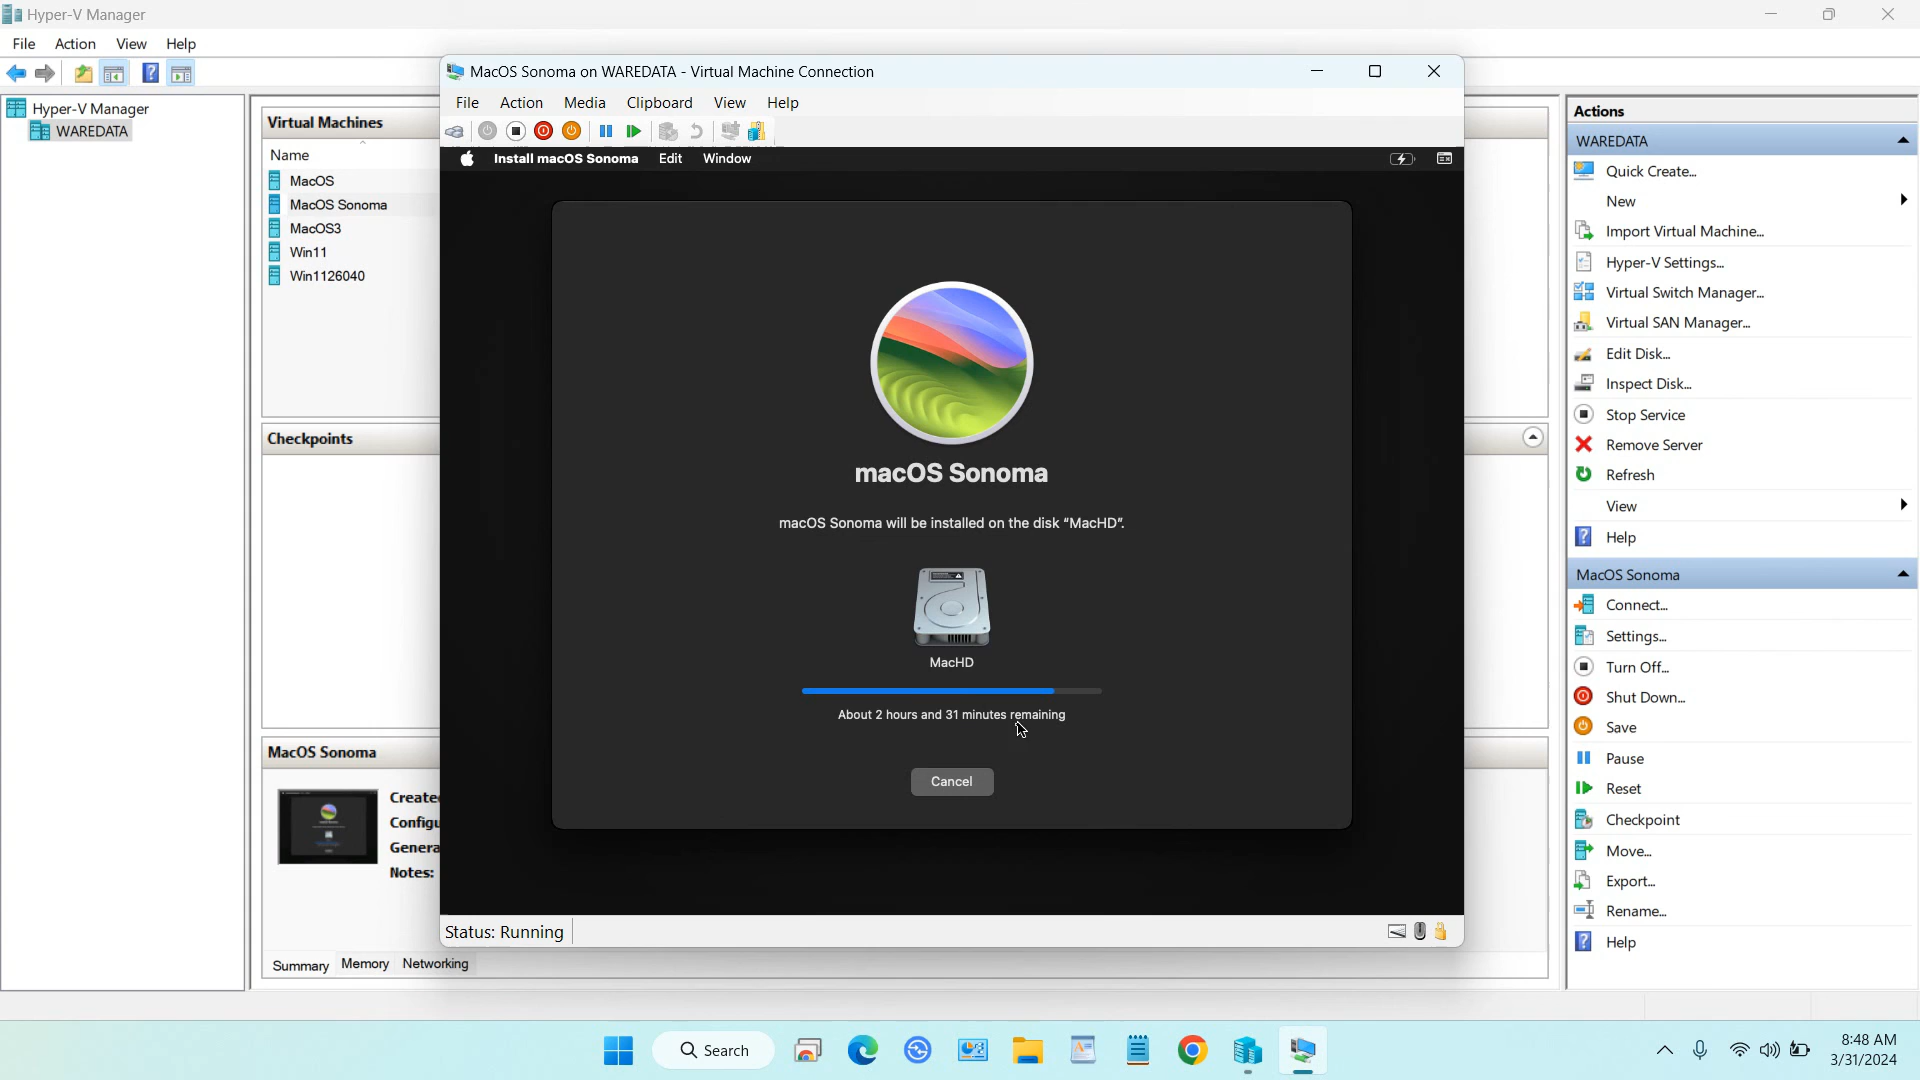 Hyper-V Manager
File Action View Help
Hyper-V Manager
WAREDATA
Virtual Machines
Name
MacOS
MacOS Sonoma
MacOS3
Win11
Win1126040
Checkpoints
MacOS Sonoma
Created
Configu
Genera
Notes:
Summary Memory Networking
MacOS Sonoma on WAREDATA - Virtual Machine Connection
File Action Media Clipboard View Help
Install macOS Sonoma Edit Window
macOS Sonoma
macOS Sonoma will be installed on the disk “MacHD”.
MacHD
About 2 hours and 31 minutes remaining
Cancel
Status: Running
Actions
WAREDATA
Quick Create...
New
Import Virtual Machine...
Hyper-V Settings...
Virtual Switch Manager...
Virtual SAN Manager...
Edit Disk...
Inspect Disk...
Stop Service
Remove Server
Refresh
View
Help
MacOS Sonoma
Connect...
Settings...
Turn Off...
Shut Down...
Save
Pause
Reset
Checkpoint
Move...
Export...
Rename...
Help
Search
8:48 AM
3/31/2024